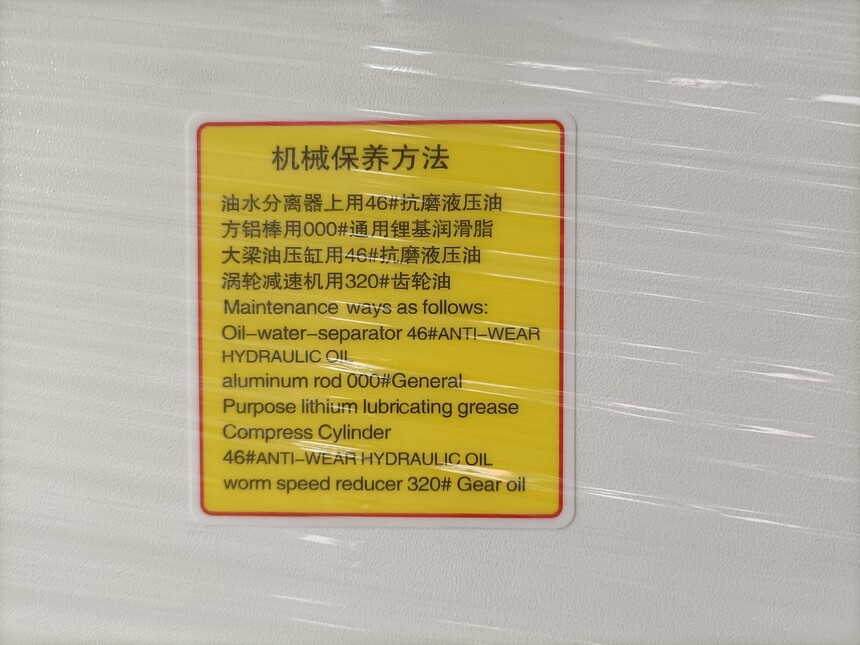 机械保养方法
油水分离器上用46#抗磨液压油
方铝棒用000#通用锂基润滑脂
大梁油压缸用46#抗磨液压油
涡轮减速机用320#齿轮油
Maintenance ways as follows:
Oil-water-separator 46#ANTI-WEAR
HYDRAULIC OIL
aluminum rod 000#General
Purpose lithium lubricating grease
Compress Cylinder
46#ANTI-WEAR HYDRAULIC OIL
worm speed reducer 320# Gear oil